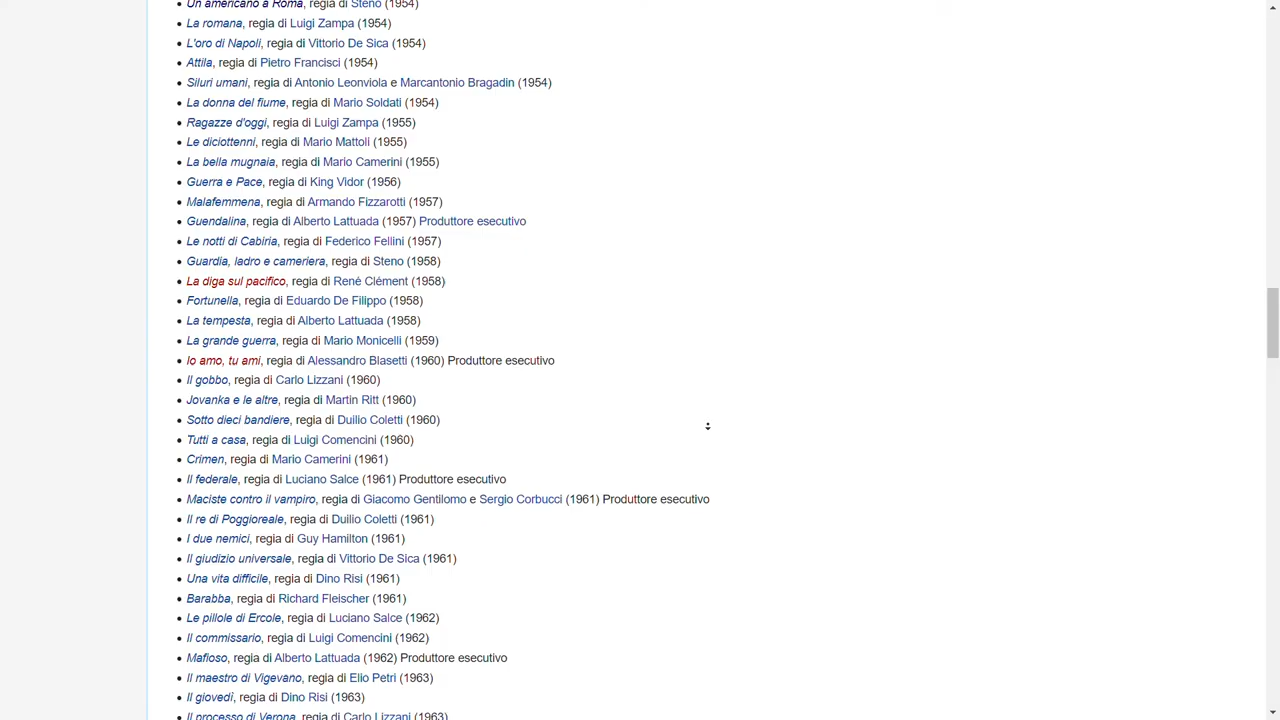 Un americano a Roma, regia di Steno (1954)
La romana, regia di Luigi Zampa (1954)
L'oro di Napoli, regia di Vittorio De Sica (1954)
Attila, regia di Pietro Francisci (1954)
Siluri umani, regia di Antonio Leonviola e Marcantonio Bragadin (1954)
La donna del fiume, regia di Mario Soldati (1954)
Ragazze d'oggi, regia di Luigi Zampa (1955)
Le diciottenni, regia di Mario Mattoli (1955)
La bella mugnaia, regia di Mario Camerini (1955)
Guerra e Pace, regia di King Vidor (1956)
Malafemmena, regia di Armando Fizzarotti (1957)
Guendalina, regia di Alberto Lattuada (1957) Produttore esecutivo
Le notti di Cabiria, regia di Federico Fellini (1957)
Guardia, ladro e cameriera, regia di Steno (1958)
La diga sul pacifico, regia di René Clément (1958)
Fortunella, regia di Eduardo De Filippo (1958)
La tempesta, regia di Alberto Lattuada (1958)
La grande guerra, regia di Mario Monicelli (1959)
Io amo, tu ami, regia di Alessandro Blasetti (1960) Produttore esecutivo
Il gobbo, regia di Carlo Lizzani (1960)
Jovanka e le altre, regia di Martin Ritt (1960)
Sotto dieci bandiere, regia di Duilio Coletti (1960)
Tutti a casa, regia di Luigi Comencini (1960)
Crimen, regia di Mario Camerini (1961)
Il federale, regia di Luciano Salce (1961) Produttore esecutivo
Maciste contro il vampiro, regia di Giacomo Gentilomo e Sergio Corbucci (1961) Produttore esecutivo
Il re di Poggioreale, regia di Duilio Coletti (1961)
I due nemici, regia di Guy Hamilton (1961)
Il giudizio universale, regia di Vittorio De Sica (1961)
Una vita difficile, regia di Dino Risi (1961)
Barabba, regia di Richard Fleischer (1961)
Le pillole di Ercole, regia di Luciano Salce (1962)
Il commissario, regia di Luigi Comencini (1962)
Mafioso, regia di Alberto Lattuada (1962) Produttore esecutivo
Il maestro di Vigevano, regia di Elio Petri (1963)
Il giovedì, regia di Dino Risi (1963)
Il processo di Verona, regia di Carlo Lizzani (1963)